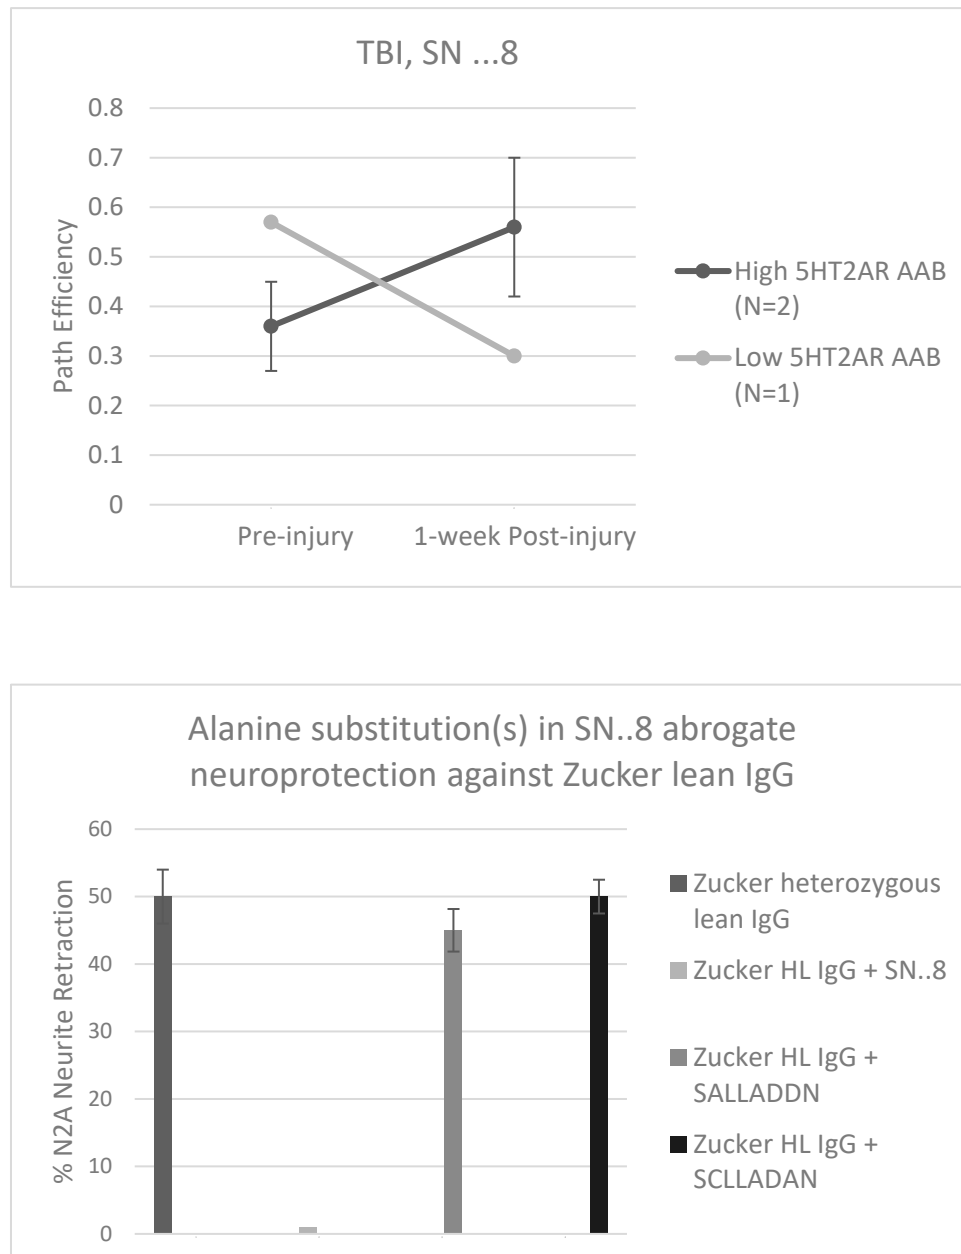 TBI, SN ...8
0.8
0.7
0.6
0.5
0.4
0.3
0.2
0.1
0
Path Efficiency
Pre-injury
1-week Post-injury
High 5HT2AR AAB
(N=2)
Low 5HT2AR AAB
(N=1)
Alanine substitution(s) in SN..8 abrogate
neuroprotection against Zucker lean IgG
60
50
40
30
20
10
0
% N2A Neurite Retraction
Zucker heterozygous
lean IgG
Zucker HL IgG + SN..8
Zucker HL IgG +
SALLADDN
Zucker HL IgG +
SCLLADAN